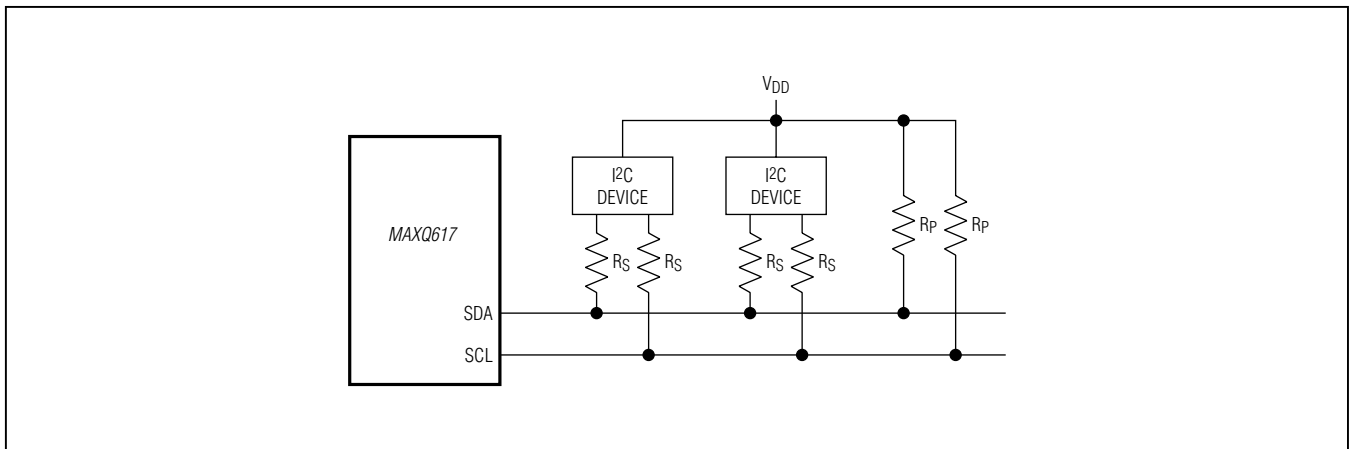 VDD
I2C
DEVICE
I2C
DEVICE
MAXQ617
RP
RP
RS
RS
RS
RS
SDA
SCL